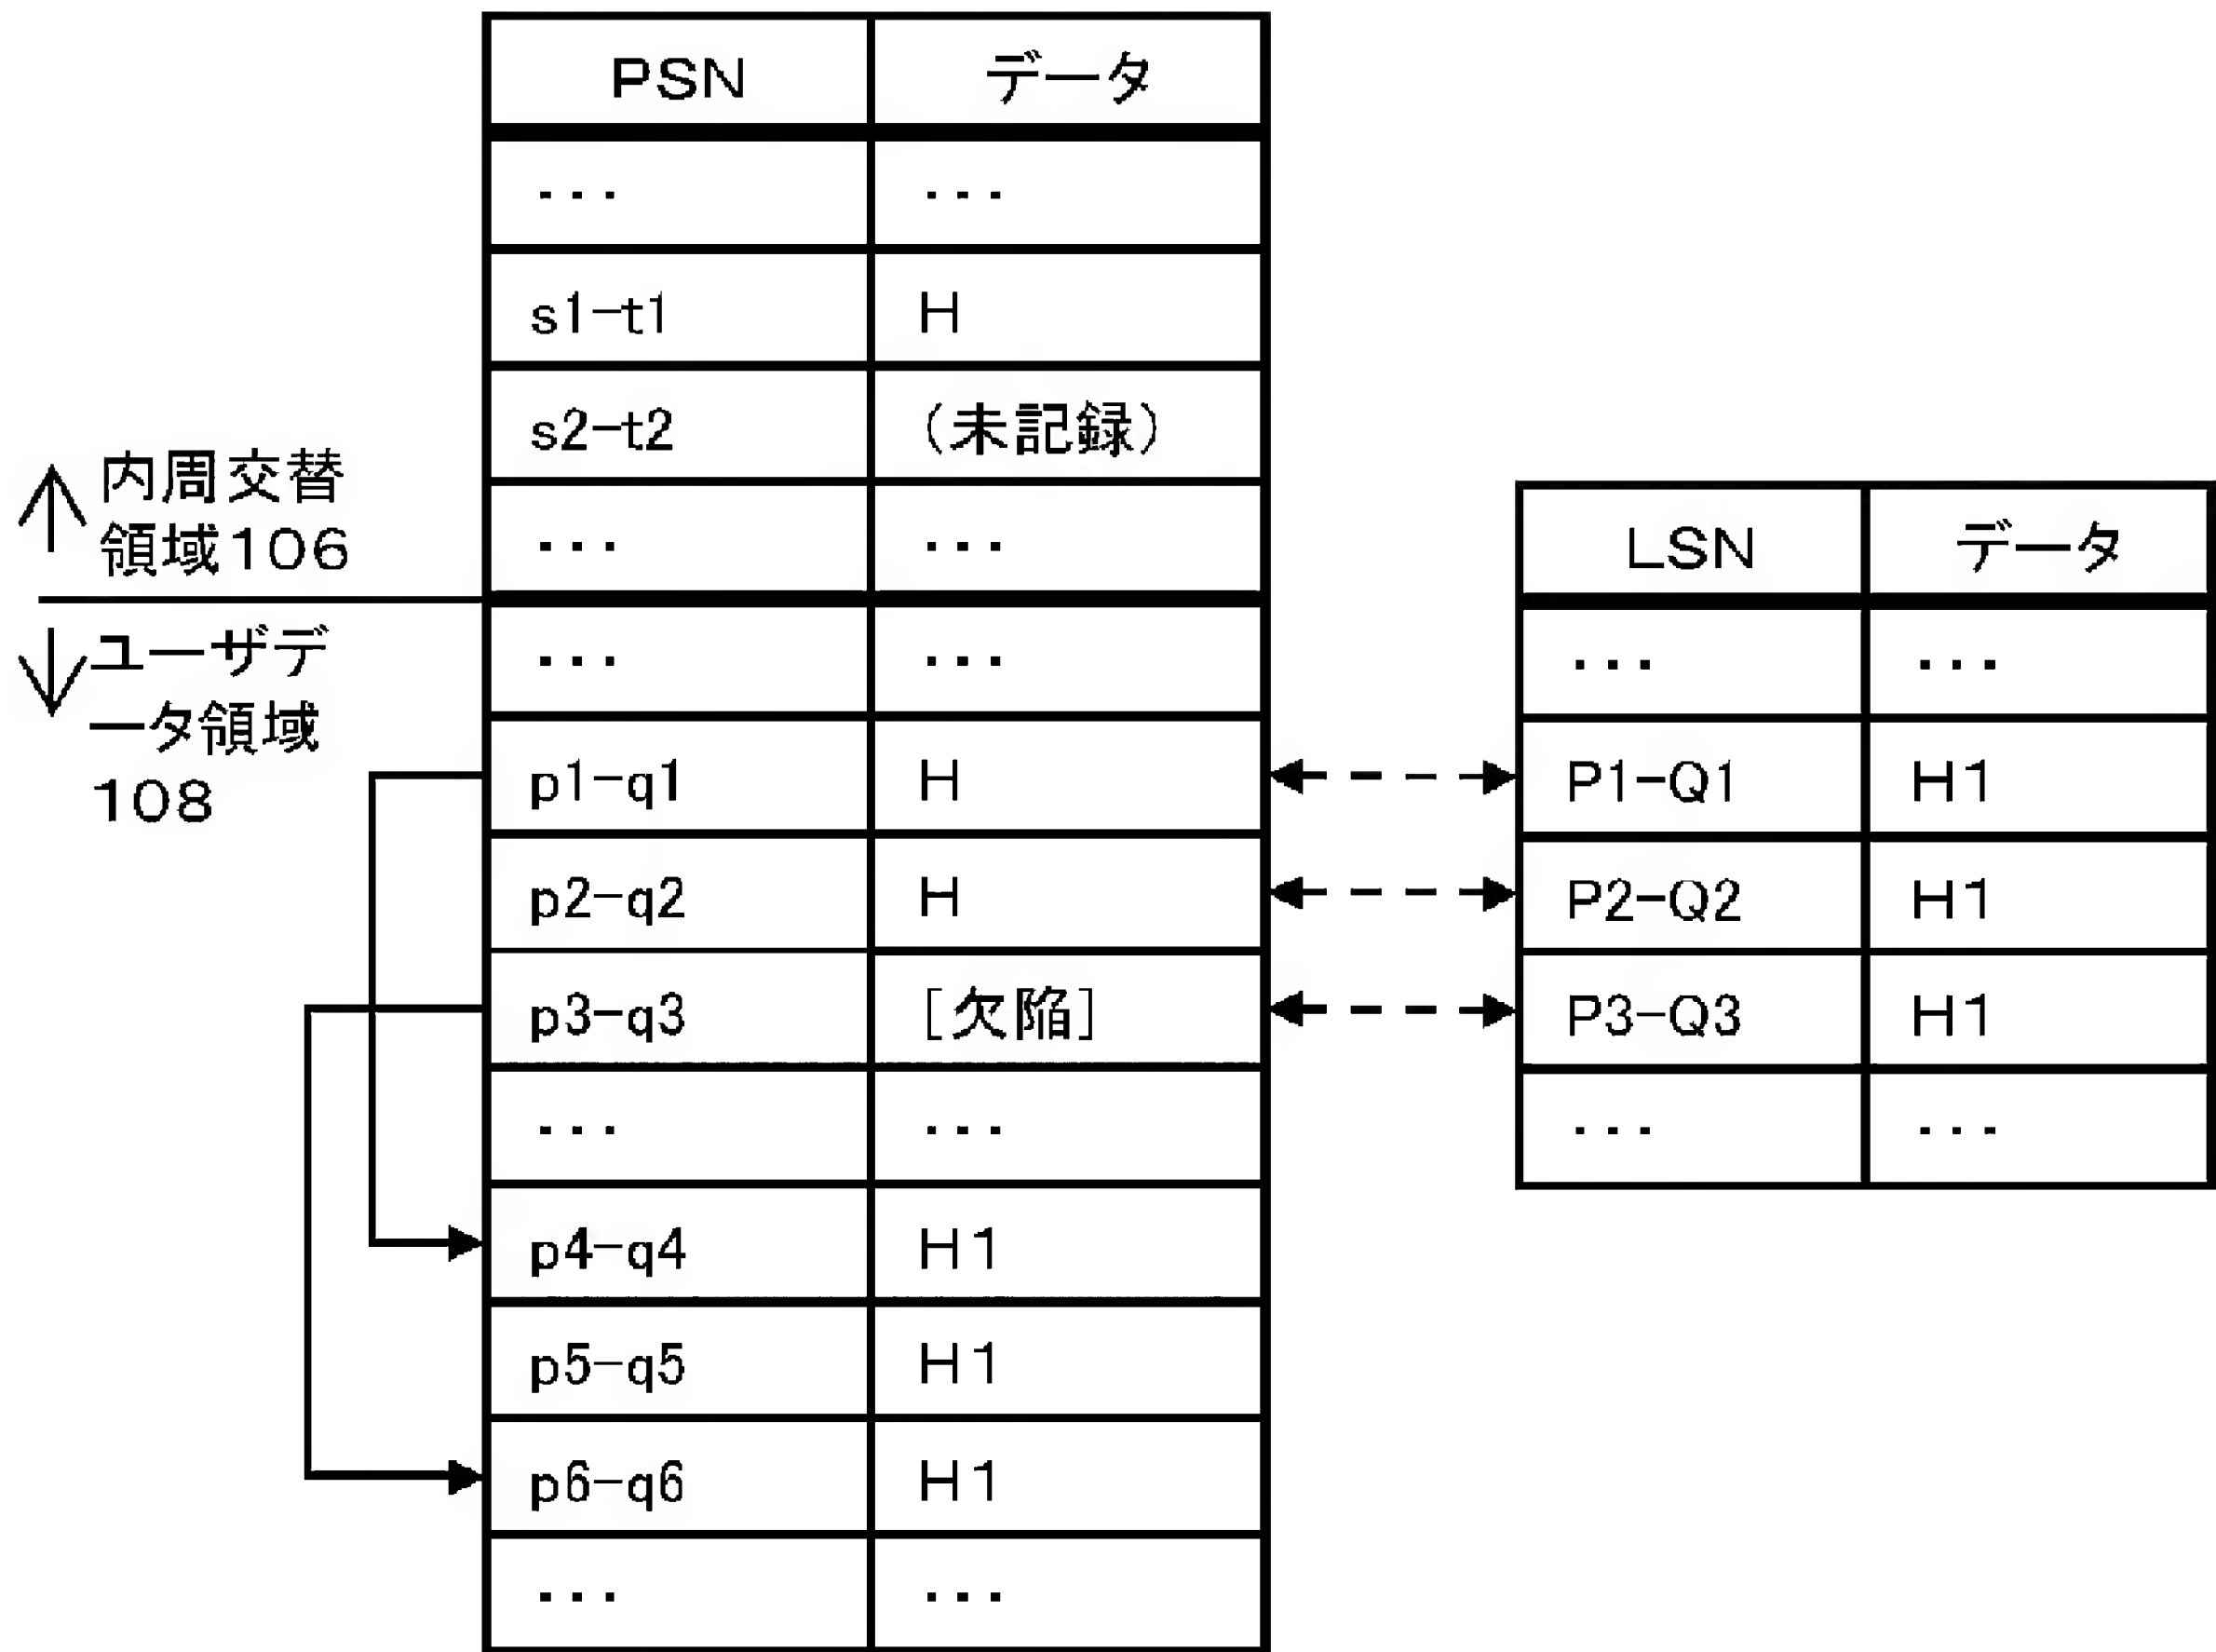 PSN データ
... ...
s1-t1 H
s2-t2 (未記録)
... ...
内周交替
領域106
ユーザデ
ータ領域
108
... ...
p1-q1 H
p2-q2 H
p3-q3 [欠陥]
... ...
p4-q4 H1
p5-q5 H1
p6-q6 H1
... ...
LSN データ
... ...
P1-Q1 H1
P2-Q2 H1
P3-Q3 H1
... ...